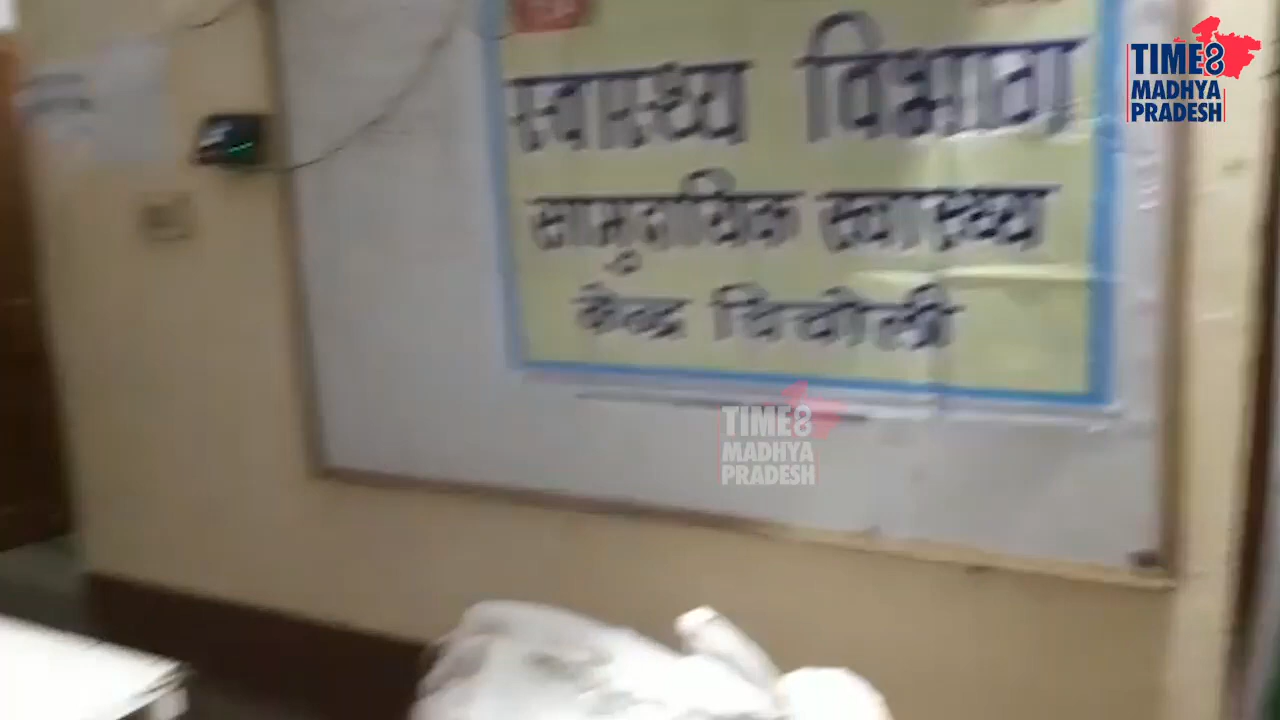 स्वास्थ्य विभाग
सामुदायिक स्वास्थ्य
केन्द्र चिचोली
TIME8
MADHYA
PRADESH
TIME8
MADHYA
PRADESH